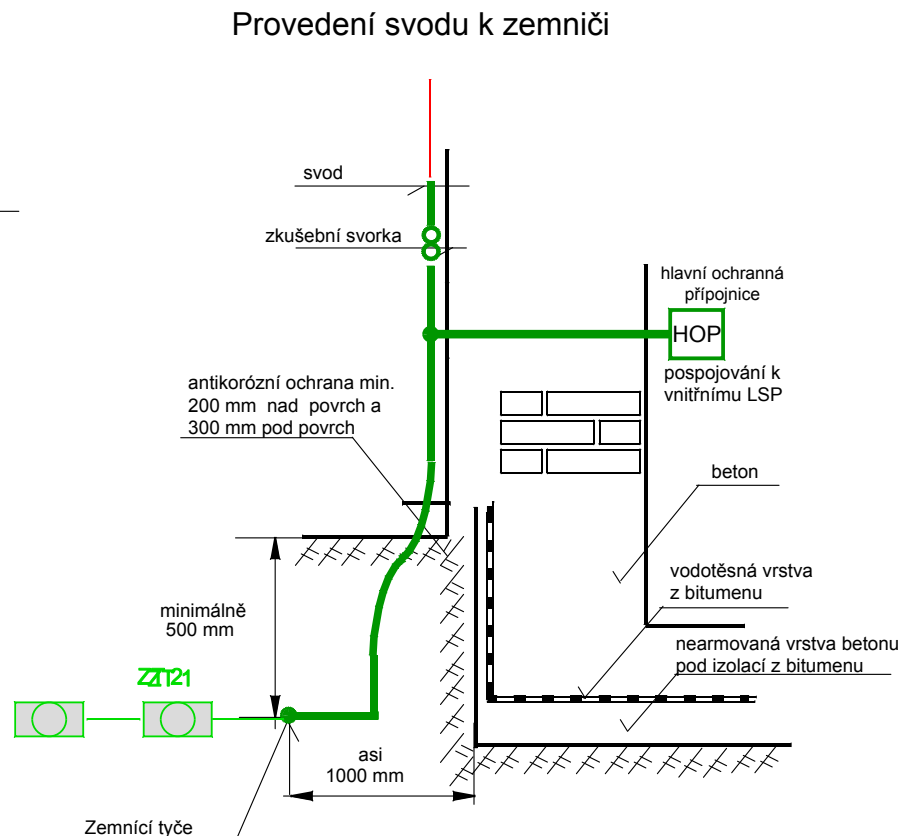 Provedení svodu k zemniči
svod
zkušební svorka
hlavní ochranná
přípojnice
HOP
pospojování k
vnitřnímu LSP
antikorózní ochrana min.
200 mm nad povrch a
300 mm pod povrch
beton
vodotěsná vrstva
z bitumenu
minimálně
500 mm
nearmovaná vrstva betonu
pod izolací z bitumenu
asi
1000 mm
Zemnící tyče